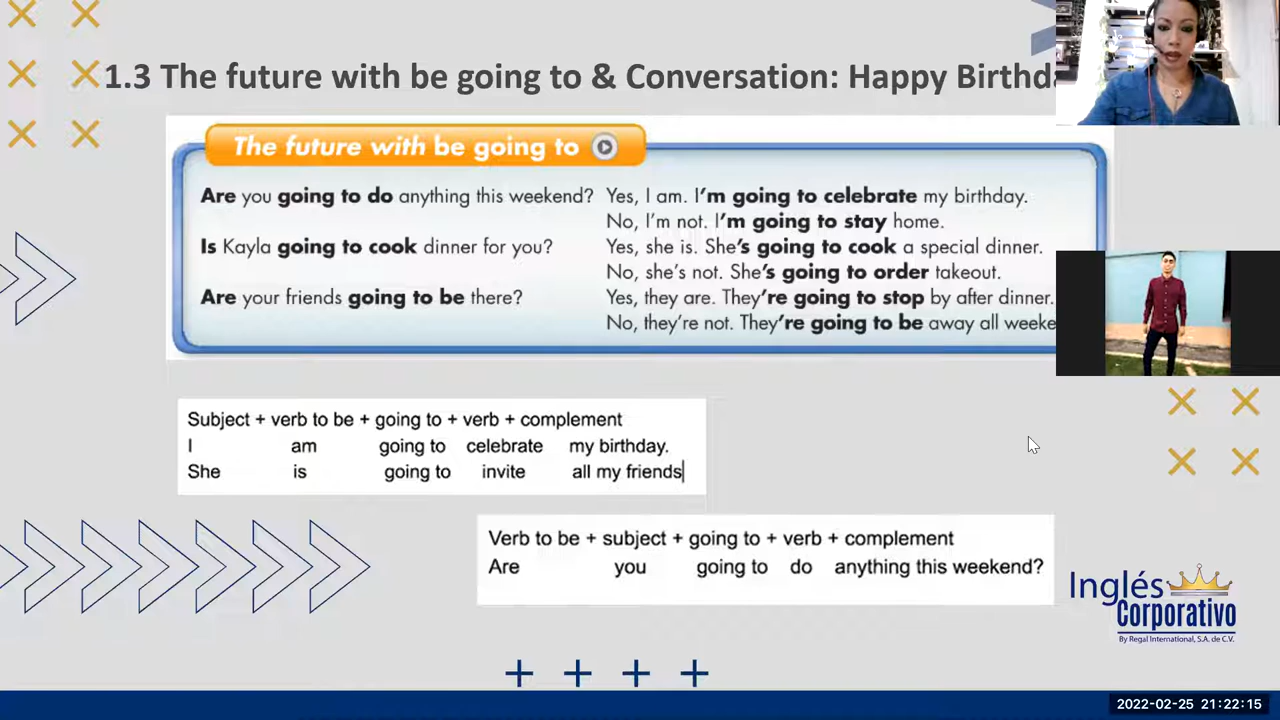 1.3 The future with be going to & Conversation: Happy Birthd
The future with be going to
Are you going to do anything this weekend? Yes, I am. I'm going to celebrate my birthday.
No, I'm not. I'm going to stay home.
Is Kayla going to cook dinner for you? Yes, she is. She's going to cook a special dinner.
No, she's not. She's going to order takeout.
Are your friends going to be there? Yes, they are. They're going to stop by after dinner.
No, they're not. They're going to be away all weeke
Subject + verb to be + going to + verb + complement
I am going to celebrate my birthday.
She is going to invite all my friends
Verb to be + subject + going to + verb + complement
Are you going to do anything this weekend?
Inglés
Corporativo
By Regal International, S.A. de C.V.
2022-02-25 21:22:15